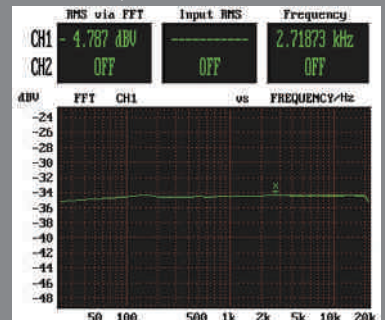 RMS via FFT Input RMS Frequency
CH1 - 4.787 dBV ---------- 2.71873 kHz
CH2 OFF OFF OFF
dBV FFT CH1 vs FREQUENCY/Hz
-24
-26
-28
-30
-32
-34
-36
-38
-40
-42
-44
-46
-48
50 100 500 1k 2k 5k 10k 20k